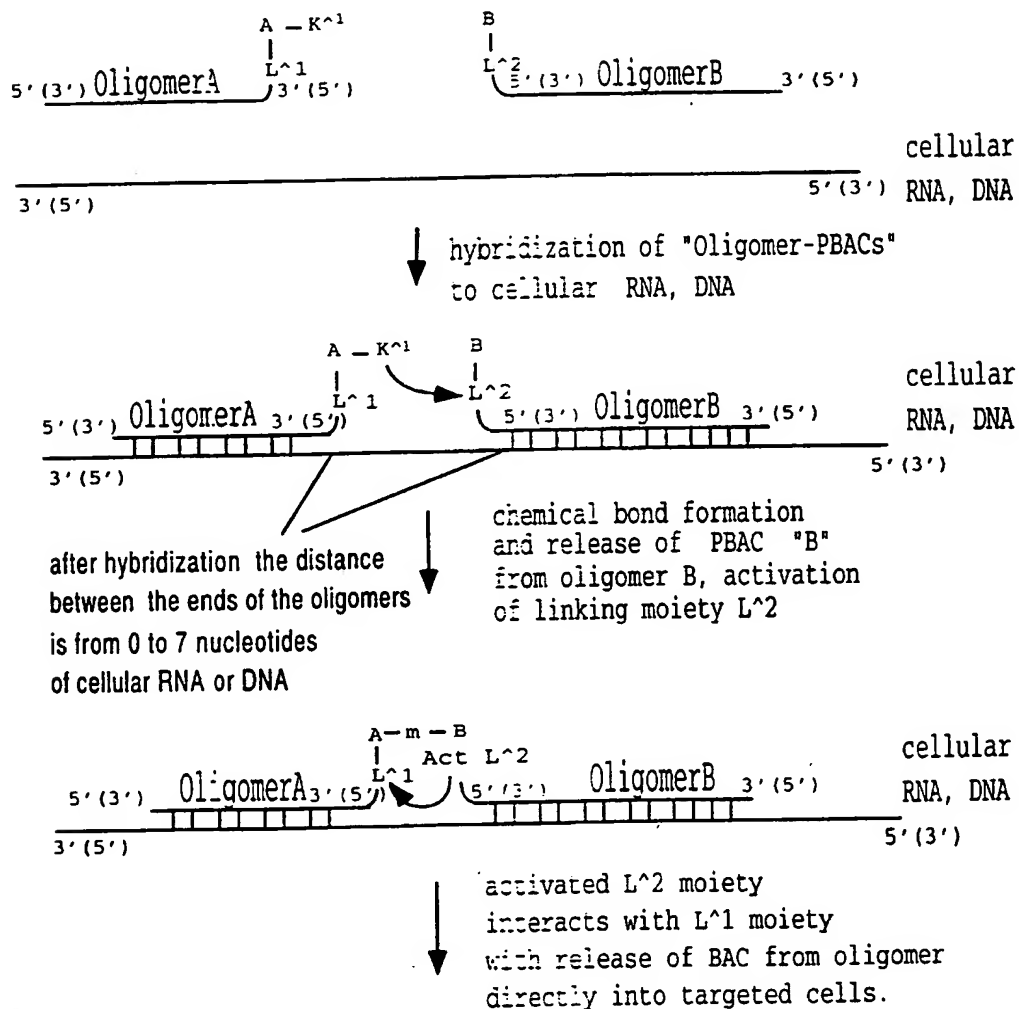 A — K^1
B
L^1
L^2
5'(3') OligomerA 3'(5')
5'(3') OligomerB 3'(5')
cellular
RNA, DNA
3'(5')
5'(3')
hybridization of "Oligomer-PBACs"
to cellular RNA, DNA
A — K^1
B
L^1
L^2
cellular
RNA, DNA
5'(3') OligomerA 3'(5')
5'(3') OligomerB 3'(5')
3'(5')
5'(3')
after hybridization the distance
between the ends of the oligomers
is from 0 to 7 nucleotides
of cellular RNA or DNA
chemical bond formation
and release of PBAC "B"
from oligomer B, activation
of linking moiety L^2
A—m—B
Act L^2
L^1
cellular
RNA, DNA
5'(3') OligomerA 3'(5')
5'(3') OligomerB 3'(5')
3'(5')
5'(3')
activated L^2 moiety
interacts with L^1 moiety
with release of BAC from oligomer
directly into targeted cells.